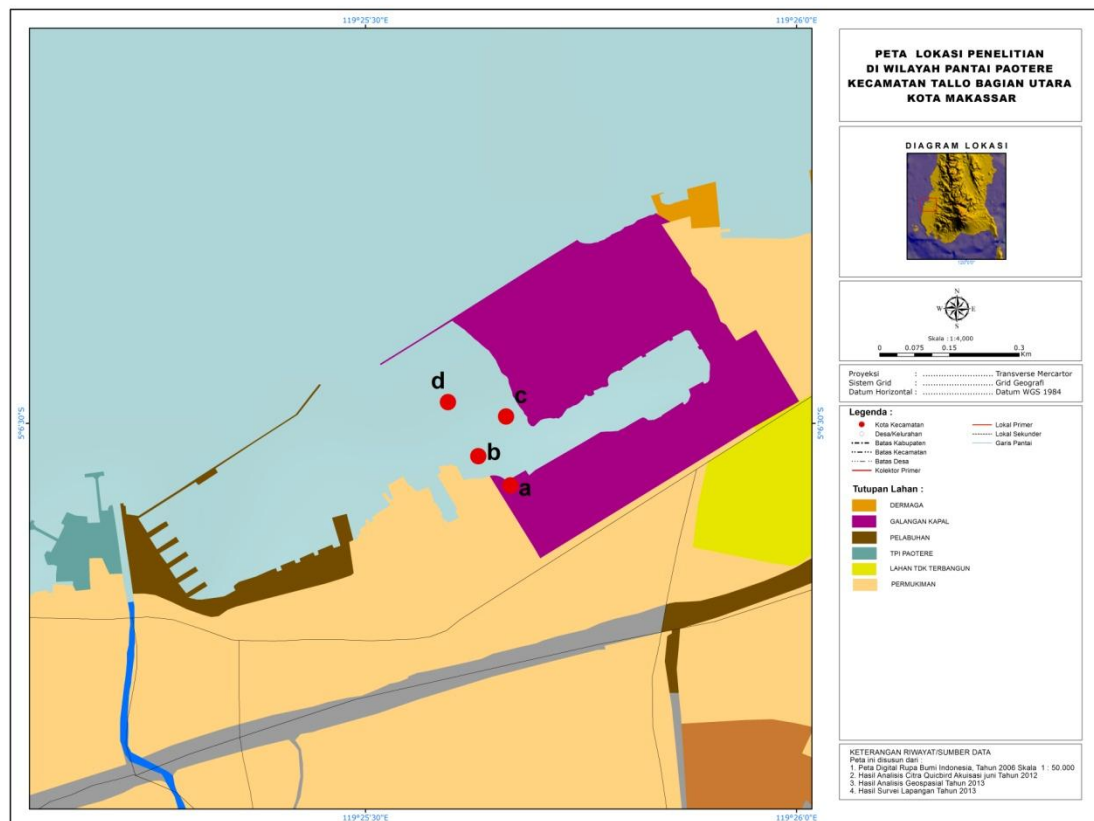 PETA LOKASI PENELITIAN
DI WILAYAH PANTAI PAOTERE
KECAMATAN TALLO BAGIAN UTARA
KOTA MAKASSAR
DIAGRAM LOKASI
N
W E
S
Skala : 1:4,000
0 0.075 0.15 0.3
Km
Proyeksi : ............................ Transverse Mercartor
Sistem Grid : ............................ Grid Geografi
Datum Horizontal : ......................... Datum WGS 1984
Legenda :
Kota Kecamatan
Desa/Kelurahan
Batas Kabupaten
Batas Kecamatan
Batas Desa
Kolektor Primer
Lokal Primer
Lokal Sekunder
Garis Pantai
Tutupan Lahan :
DERMAGA
GALANGAN KAPAL
PELABUHAN
TPI PAOTERE
LAHAN TDK TERBANGUN
PERMUKIMAN
KETERANGAN RIWAYAT/SUMBER DATA
Peta ini disusun dari :
1. Peta Digital Rupa Bumi Indonesia, Tahun 2006 Skala 1 : 50.000
2. Hasil Analisis Citra Quicbird Akuisasi juni Tahun 2012
3. Hasil Analisis Geospasial Tahun 2013
4. Hasil Survei Lapangan Tahun 2013
119°25'30"E
119°26'0"E
5°6'30"S
5°6'30"S
d
c
b
a
119°25'30"E
119°26'0"E